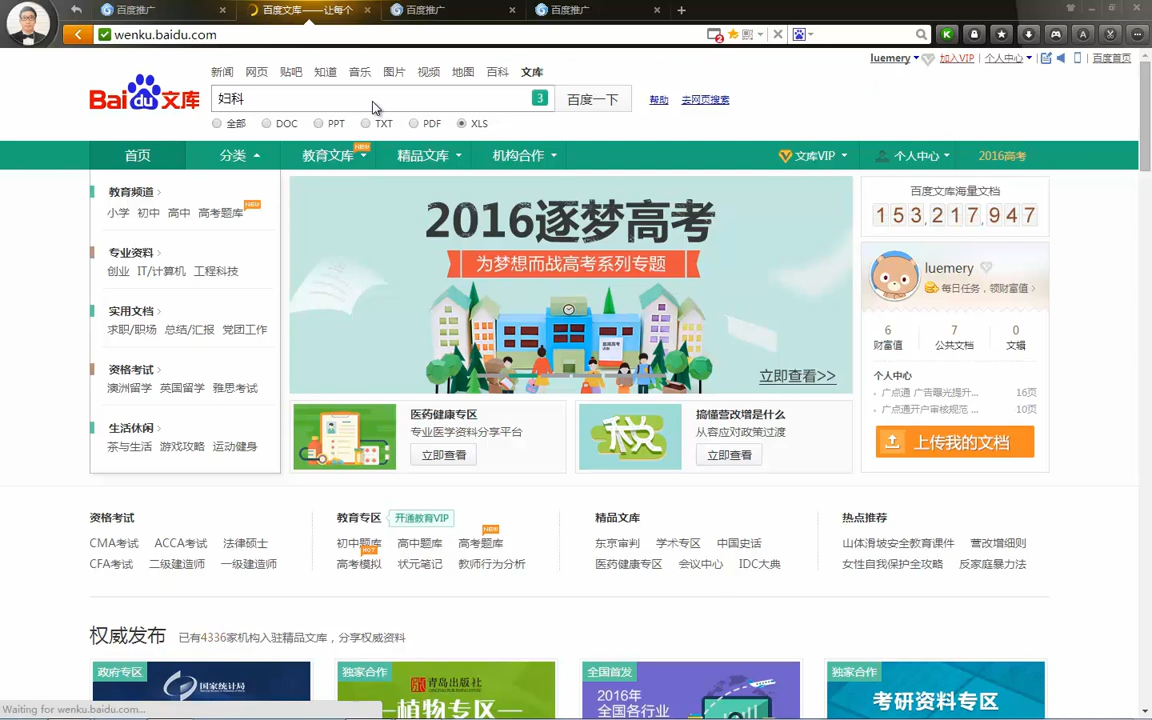 百度推广
百度文库——让每个
百度推广
百度推广
wenku.baidu.com
2
luemery 加入VIP 个人中心 百度首页
新闻 网页 贴吧 知道 音乐 图片 视频 地图 百科 文库
Bai du 文库
妇科
3
百度一下
帮助 去网页搜索
全部 DOC PPT TXT PDF XLS
首页 分类 教育文库 NEW 精品文库 机构合作 文库VIP 个人中心 2016高考
教育频道
小学 初中 高中 高考题库 NEW
专业资料
创业 IT/计算机 工程科技
实用文档
求职/职场 总结/汇报 党团工作
资格考试
澳洲留学 英国留学 雅思考试
生活休闲
茶与生活 游戏攻略 运动健身
2016逐梦高考
为梦想而战高考系列专题
立即查看>>
医药健康专区
专业医学资料分享平台
立即查看
税
搞懂营改增是什么
从容应对政策过渡
立即查看
百度文库海量文档
153,217,947
luemery
每日任务，领财富值
6 7 0
财富值 公共文档 文辑
个人中心
广点通 广告曝光提升... 16页
广点通开户审核规范 ... 10页
上传我的文档
资格考试
CMA考试 ACCA考试 法律硕士
CFA考试 二级建造师 一级建造师
教育专区 开通教育VIP
初中题库 高中题库 高考题库 NEW
高考模拟 HOT 状元笔记 教师行为分析
精品文库
东京审判 学术专区 中国史话
医药健康专区 会议中心 IDC大典
热点推荐
山体滑坡安全教育课件 营改增细则
女性自我保护全攻略 反家庭暴力法
权威发布 已有4336家机构入驻精品文库，分享权威资料
政府专区
国家统计局
独家合作
青岛出版社
植物专区
全国首发
2016年
全国各行业
独家合作
考研资料专区
Waiting for wenku.baidu.com...